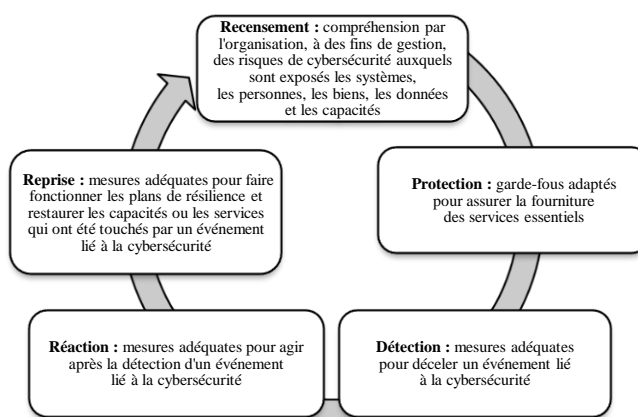 Recensement : compréhension par
l'organisation, à des fins de gestion,
des risques de cybersécurité auxquels
sont exposés les systèmes,
les personnes, les biens, les données
et les capacités
Protection : garde-fous adaptés
pour assurer la fourniture
des services essentiels
Détection : mesures adéquates
pour déceler un événement lié
à la cybersécurité
Réaction : mesures adéquates pour agir
après la détection d'un événement
lié à la cybersécurité
Reprise : mesures adéquates pour faire
fonctionner les plans de résilience et
restaurer les capacités ou les services
qui ont été touchés par un événement
lié à la cybersécurité